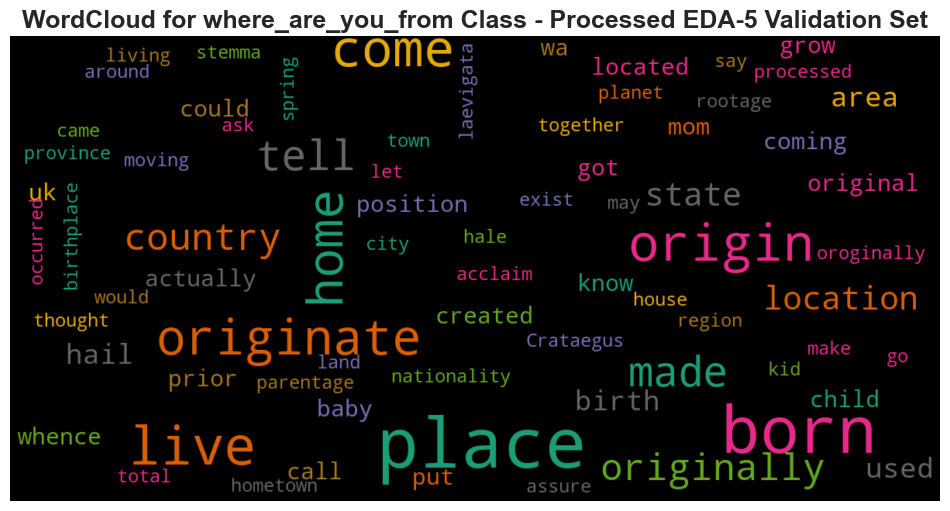 WordCloud for where_are_you_from Class - Processed EDA-5 Validation Set
living
stemma
come
wa
grow
around
spring
laevigata
located
say
processed
could
planet
rootage
area
ask
came
together
mom
province
moving
tell
town
coming
let
got
uk
occurred
birthplace
home
position
exist
may
state
original
country
city
hale
origin
oroginally
actually
acclaim
know
would
house
location
thought
created
region
originate
Crataegus
hail
land
make
go
prior
parentage
nationality
made
kid
baby
birth
child
whence
live
place
born
total
call
put
originally
used
hometown
assure